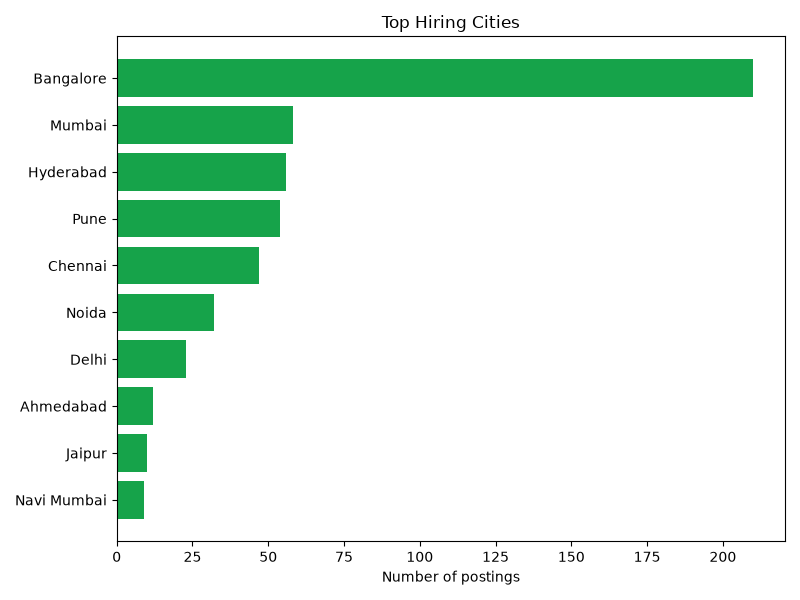 Top Hiring Cities
Bangalore
Mumbai
Hyderabad
Pune
Chennai
Noida
Delhi
Ahmedabad
Jaipur
Navi Mumbai
0 25 50 75 100 125 150 175 200
Number of postings